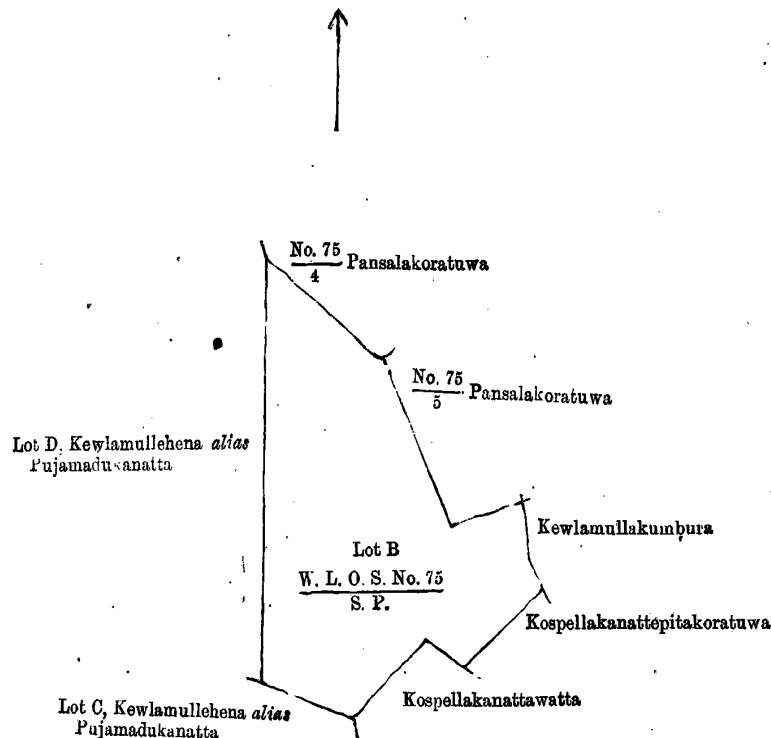 No. 75
4 Pansalakoratuwa
No. 75
5 Pansalakoratuwa
Lot D, Kewlamullehena alias
Pujamadukanatta
Kewlamullakumbura
Lot B
W. L. O. S. No. 75
S. P.
Kospellakanattepitakoratuwa
Kospellakanattawatta
Lot C, Kewlamullehena alias
Pujamadukanatta